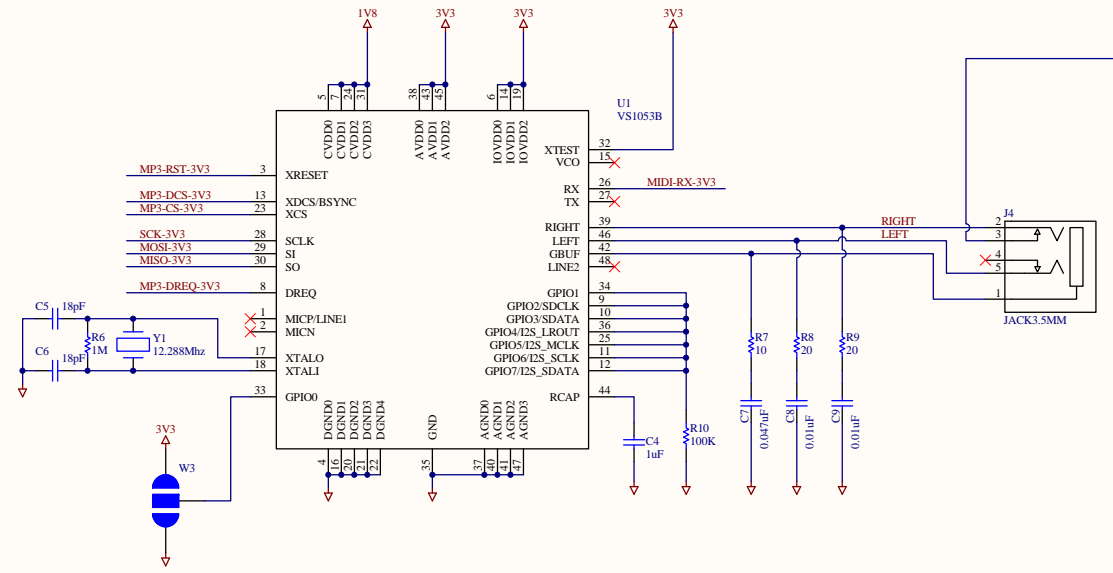 1V8
3V3
3V3
3V3
5
7
24
31
38
43
45
6
14
19
U1
VS1053B
CVDD0
CVDD1
CVDD2
CVDD3
AVDD0
AVDD1
AVDD2
IOVDD0
IOVDD1
IOVDD2
MP3-RST-3V3 3 XRESET
MP3-DCS-3V3 13 XDCS/BSYNC
MP3-CS-3V3 23 XCS
SCK-3V3 28 SCLK
MOSI-3V3 29 SI
MISO-3V3 30 SO
MP3-DREQ-3V3 8 DREQ
1 MICP/LINE1
2 MICN
17 XTALO
18 XTALI
33 GPIO0
XTEST 32
VCO 15
RX 26 MIDI-RX-3V3
TX 27
RIGHT 39 RIGHT
LEFT 46 LEFT
GBUF 42
LINE2 48
GPIO1 34
GPIO2/SDCLK 9
GPIO3/SDATA 10
GPIO4/I2S_LROUT 36
GPIO5/I2S_MCLK 25
GPIO6/I2S_SCLK 11
GPIO7/I2S_SDATA 12
RCAP 44
J4
2
3
4
5
1
JACK3.5MM
C5 18pF
R6
1M
Y1
12.288Mhz
C6
18pF
R7
10
R8
20
R9
20
C7
0.047uF
C8
0.01uF
C9
0.01uF
R10
100K
C4
1uF
DGND0
DGND1
DGND2
DGND3
DGND4
GND
AGND0
AGND1
AGND2
AGND3
4
16
20
21
22
35
37
40
41
47
3V3
W3